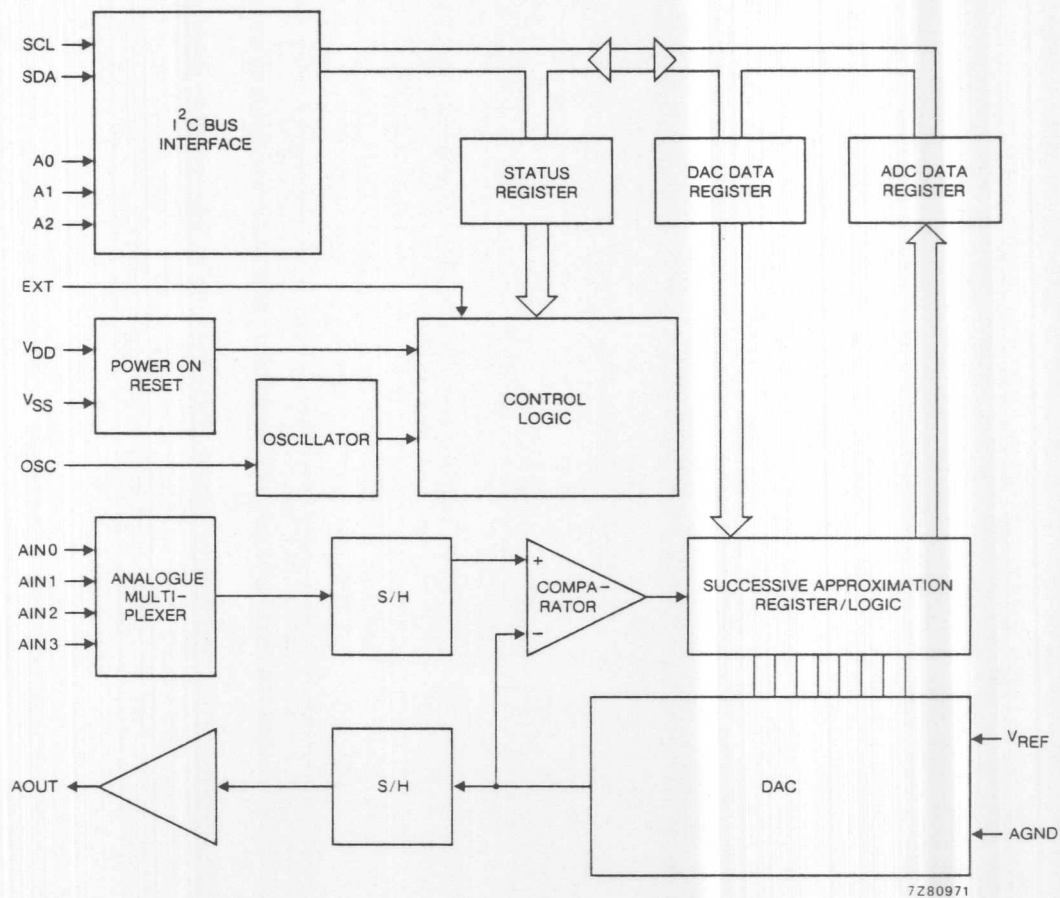 SCL
SDA
I²C BUS
INTERFACE
A0
A1
A2
STATUS
REGISTER
DAC DATA
REGISTER
ADC DATA
REGISTER
EXT
VDD
VSS
POWER ON
RESET
OSC
OSCILLATOR
CONTROL
LOGIC
AIN0
AIN1
AIN2
AIN3
ANALOGUE
MULTI-
PLEXER
S/H
+
COMPA-
RATOR
−
SUCCESSIVE APPROXIMATION
REGISTER/LOGIC
AOUT
S/H
DAC
VREF
AGND
7Z80971